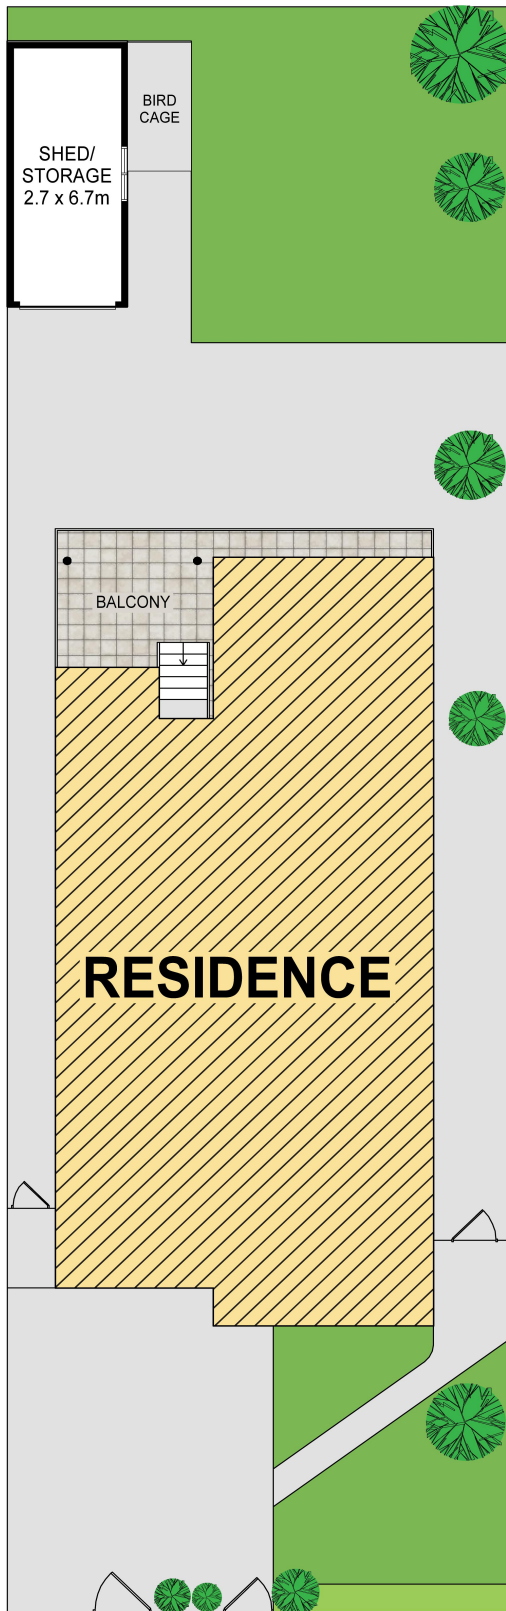 BIRD
CAGE
SHED/
STORAGE
2.7 x 6.7m
BALCONY
RESIDENCE